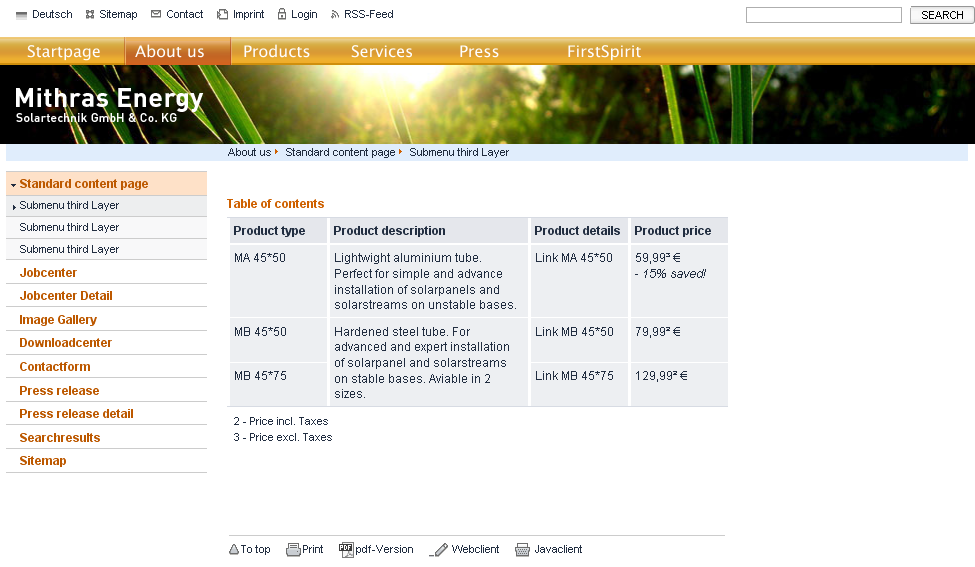 Deutsch Sitemap Contact Imprint Login RSS-Feed SEARCH
Startpage About us Products Services Press FirstSpirit
Mithras Energy
Solartechnik GmbH & Co. KG
About us Standard content page Submenu third Layer
Standard content page
Submenu third Layer
Submenu third Layer
Submenu third Layer
Jobcenter
Jobcenter Detail
Image Gallery
Downloadcenter
Contactform
Press release
Press release detail
Searchresults
Sitemap
Table of contents
Product type Product description Product details Product price
MA 45*50 Lightwight aluminium tube. Link MA 45*50 59,99³ €
Perfect for simple and advance - 15% saved!
installation of solarpanels and
solarstreams on unstable bases.
MB 45*50 Hardened steel tube. For Link MB 45*50 79,99² €
advanced and expert installation
of solarpanel and solarstreams
MB 45*75 on stable bases. Aviable in 2 Link MB 45*75 129,99² €
sizes.
2 - Price incl. Taxes
3 - Price excl. Taxes
To top Print PDF pdf-Version Webclient Javaclient